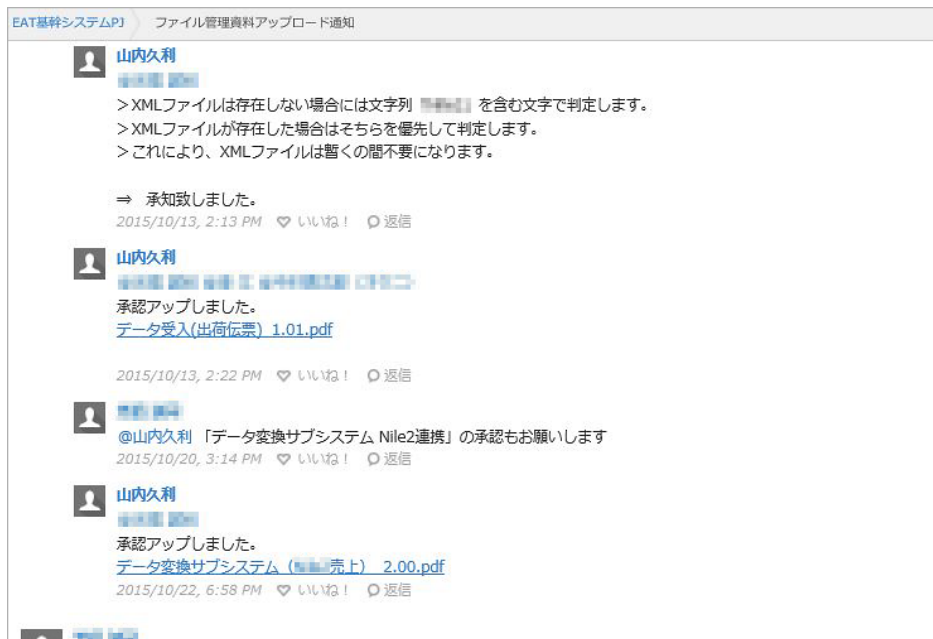 EAT基幹システムPJ　ファイル管理資料アップロード通知
山内久利
＞XMLファイルは存在しない場合には文字列 を含む文字で判定します。
＞XMLファイルが存在した場合はそちらを優先して判定します。
＞これにより、XMLファイルは暫くの間不要になります。
⇒　承知致しました。
2015/10/13, 2:13 PM いいね！ 返信
山内久利
承認アップしました。
データ受入(出荷伝票)_1.01.pdf
2015/10/13, 2:22 PM いいね！ 返信
@山内久利 「データ変換サブシステム Nile2連携」の承認もお願いします
2015/10/20, 3:14 PM いいね！ 返信
山内久利
承認アップしました。
データ変換サブシステム（売上）_2.00.pdf
2015/10/22, 6:58 PM いいね！ 返信